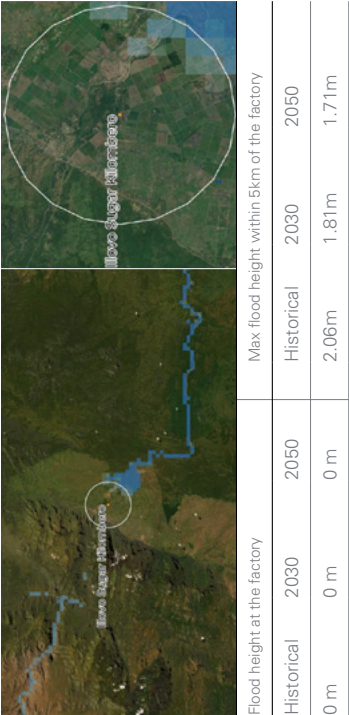 Illovo Sugar Kilombero
Illovo Sugar Kilombero
Flood height at the factory Max flood height within 5km of the factory
Historical 2030 2050 Historical 2030 2050
0 m 0 m 0 m 2.06m 1.81m 1.71m